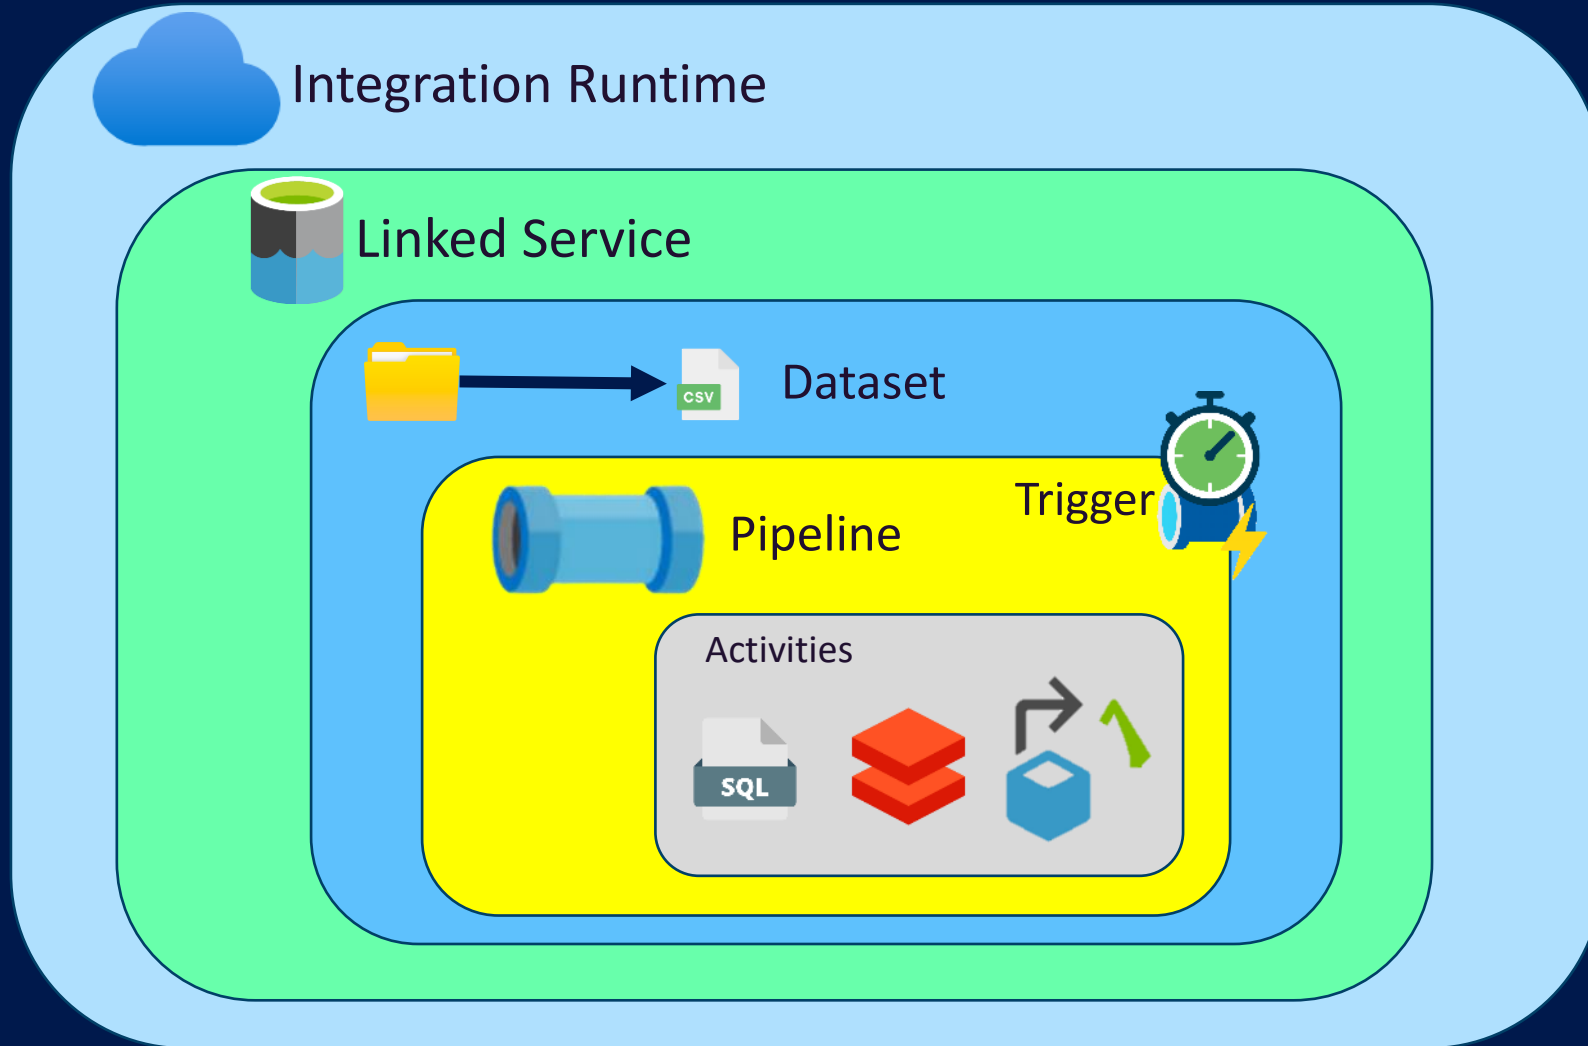 Integration Runtime
Linked Service
CSV
Dataset
Trigger
Pipeline
Activities
SQL